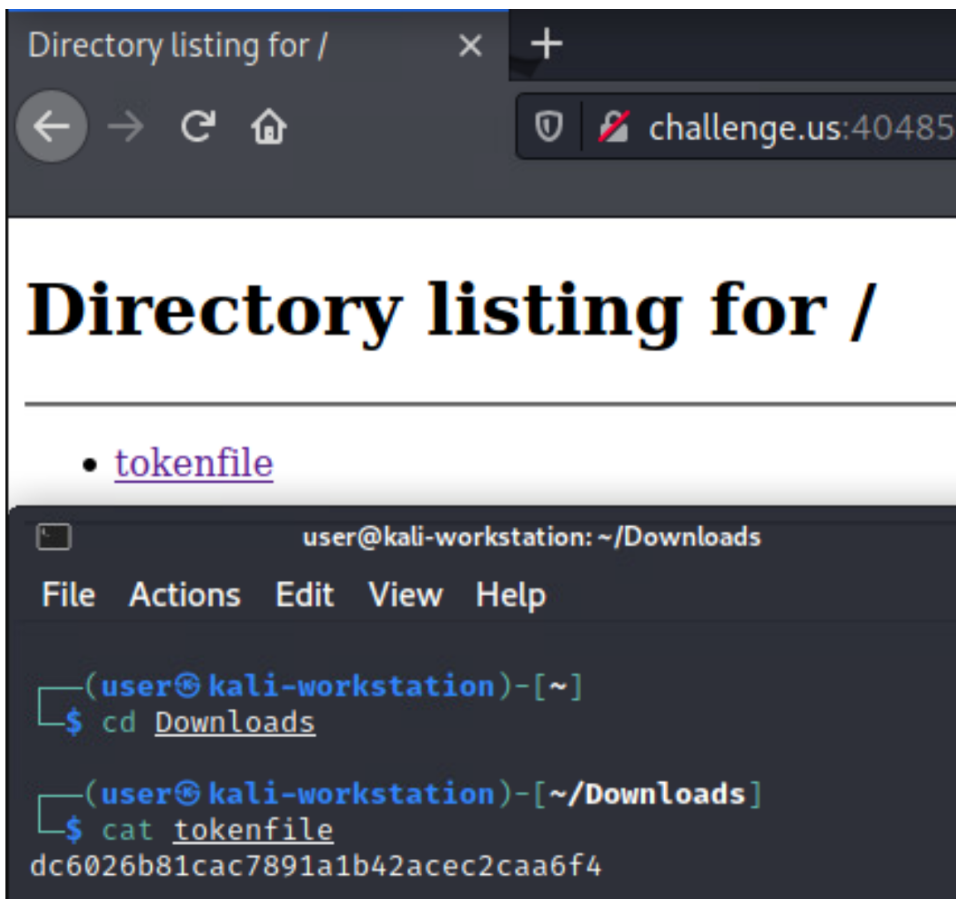 Directory listing for /
challenge.us:40485
Directory listing for /
tokenfile
user@kali-workstation: ~/Downloads
File Actions Edit View Help
┌──(user㉿kali-workstation)-[~]
└─$ cd Downloads
┌──(user㉿kali-workstation)-[~/Downloads]
└─$ cat tokenfile
dc6026b81cac7891a1b42acec2caa6f4